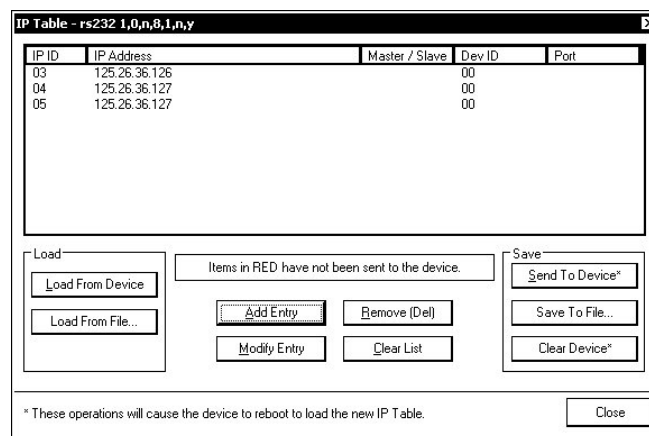 IP Table - rs232 1,0,n,8,1,n,y
IP ID IP Address Master / Slave Dev ID Port
03 125.26.36.126 00
04 125.26.36.127 00
05 125.26.36.127 00
Load
Load From Device
Load From File...
Items in RED have not been sent to the device.
Add Entry Remove (Del)
Modify Entry Clear List
Save
Send To Device*
Save To File...
Clear Device*
* These operations will cause the device to reboot to load the new IP Table.
Close